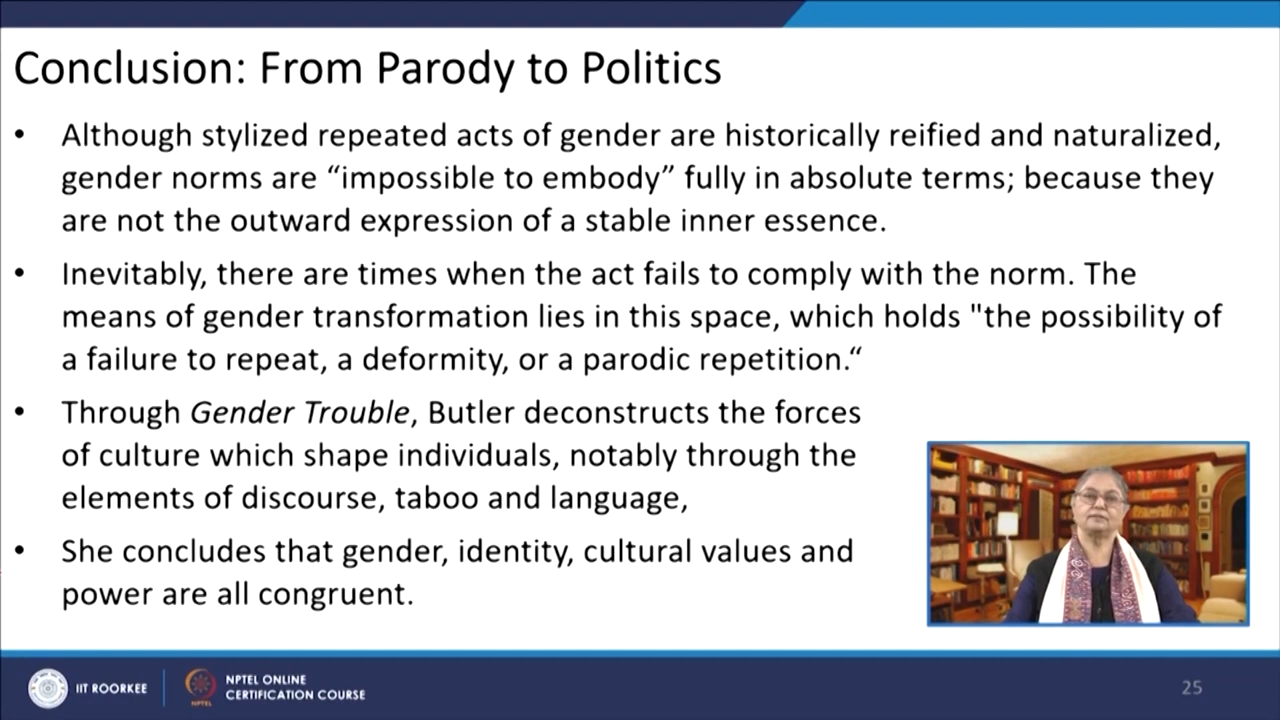 Conclusion: From Parody to Politics
• Although stylized repeated acts of gender are historically reified and naturalized,
gender norms are “impossible to embody” fully in absolute terms; because they
are not the outward expression of a stable inner essence.
• Inevitably, there are times when the act fails to comply with the norm. The
means of gender transformation lies in this space, which holds "the possibility of
a failure to repeat, a deformity, or a parodic repetition.“
• Through Gender Trouble, Butler deconstructs the forces
of culture which shape individuals, notably through the
elements of discourse, taboo and language,
• She concludes that gender, identity, cultural values and
power are all congruent.
IIT ROORKEE
NPTEL
NPTEL ONLINE
CERTIFICATION COURSE
25